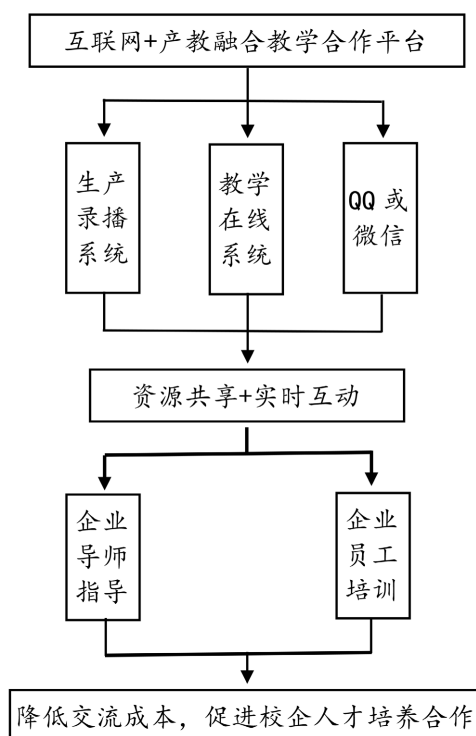 互联网+产教融合教学合作平台
生产
录播
系统
教学
在线
系统
QQ或
微信
资源共享+实时互动
企业
导师
指导
企业
员工
培训
降低交流成本，促进校企人才培养合作